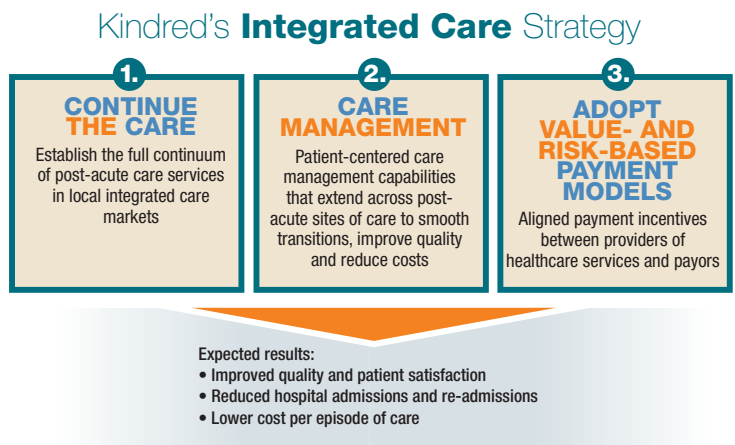 Kindred's Integrated Care Strategy
1.
CONTINUE
THE CARE
Establish the full continuum
of post-acute care services
in local integrated care
markets
2.
CARE
MANAGEMENT
Patient-centered care
management capabilities
that extend across post-
acute sites of care to smooth
transitions, improve quality
and reduce costs
3.
ADOPT
VALUE- AND
RISK-BASED
PAYMENT
MODELS
Aligned payment incentives
between providers of
healthcare services and payors
Expected results:
• Improved quality and patient satisfaction
• Reduced hospital admissions and re-admissions
• Lower cost per episode of care